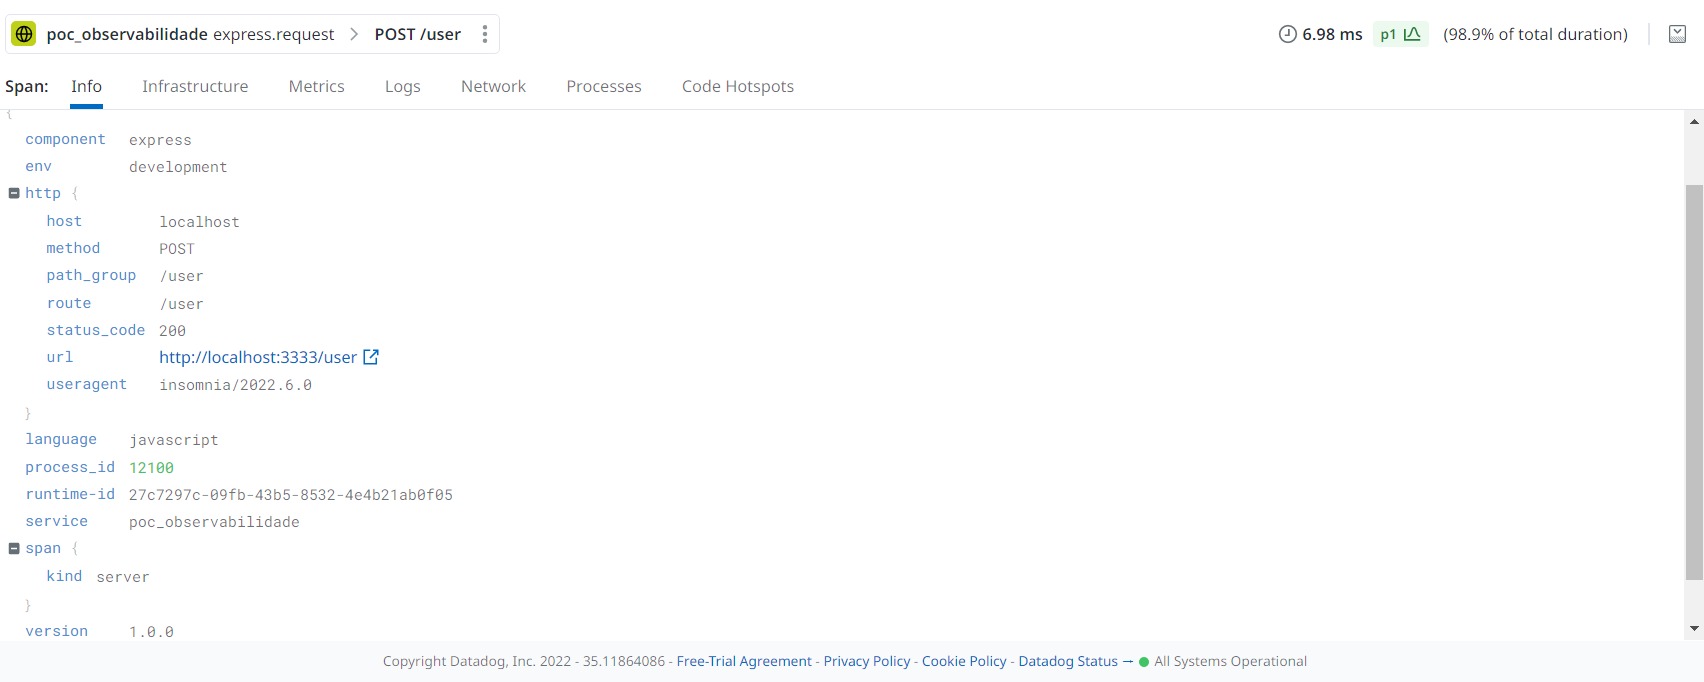 poc_observabilidade express.request > POST /user
6.98 ms p1 (98.9% of total duration)
Span: Info Infrastructure Metrics Logs Network Processes Code Hotspots
{
component express
env development
http {
host localhost
method POST
path_group /user
route /user
status_code 200
url http://localhost:3333/user
useragent insomnia/2022.6.0
}
language javascript
process_id 12100
runtime-id 27c7297c-09fb-43b5-8532-4e4b21ab0f05
service poc_observabilidade
span {
kind server
}
version 1.0.0
Copyright Datadog, Inc. 2022 - 35.11864086 - Free-Trial Agreement - Privacy Policy - Cookie Policy - Datadog Status → All Systems Operational